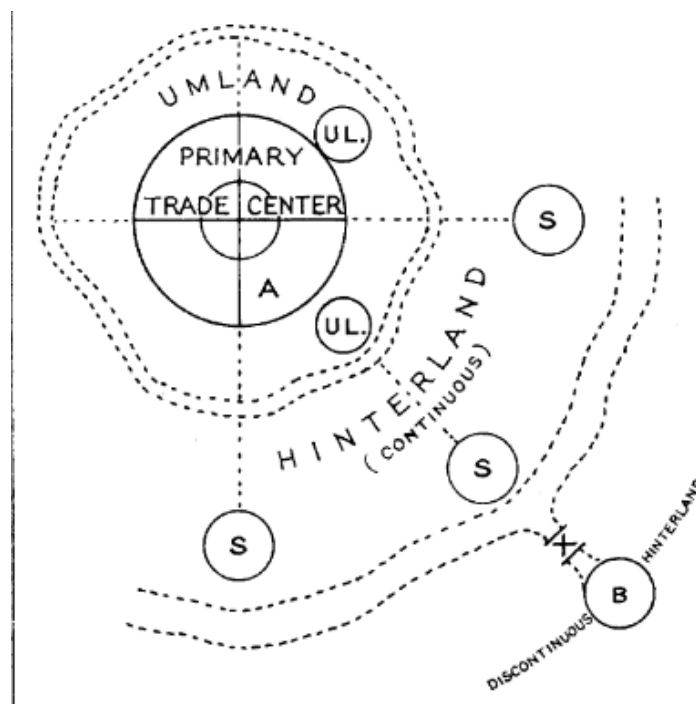 UMLAND
UL.
PRIMARY
TRADE CENTER
A
S
UL.
HINTERLAND
(CONTINUOUS)
S
S
X
HINTERLAND
B
DISCONTINUOUS